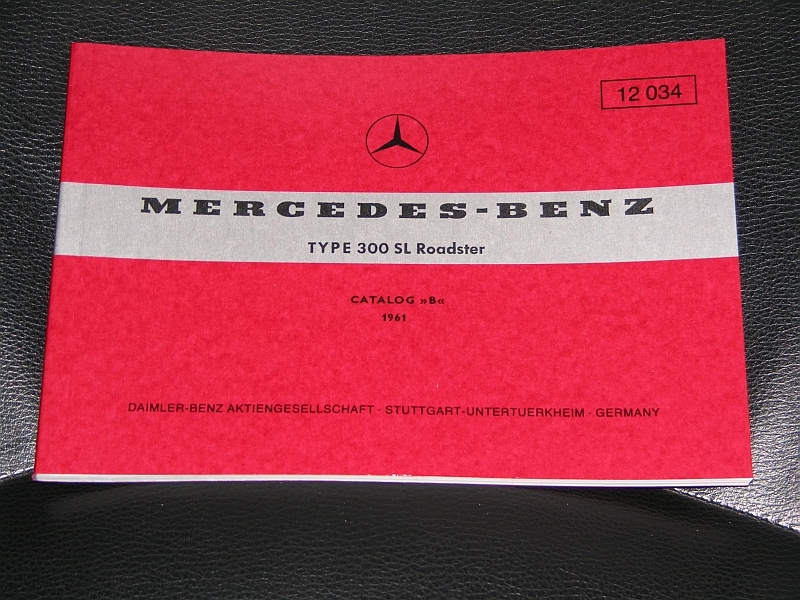 12 034
MERCEDES-BENZ
TYPE 300 SL Roadster
CATALOG »B«
1961
DAIMLER-BENZ AKTIENGESELLSCHAFT · STUTTGART-UNTERTUERKHEIM · GERMANY